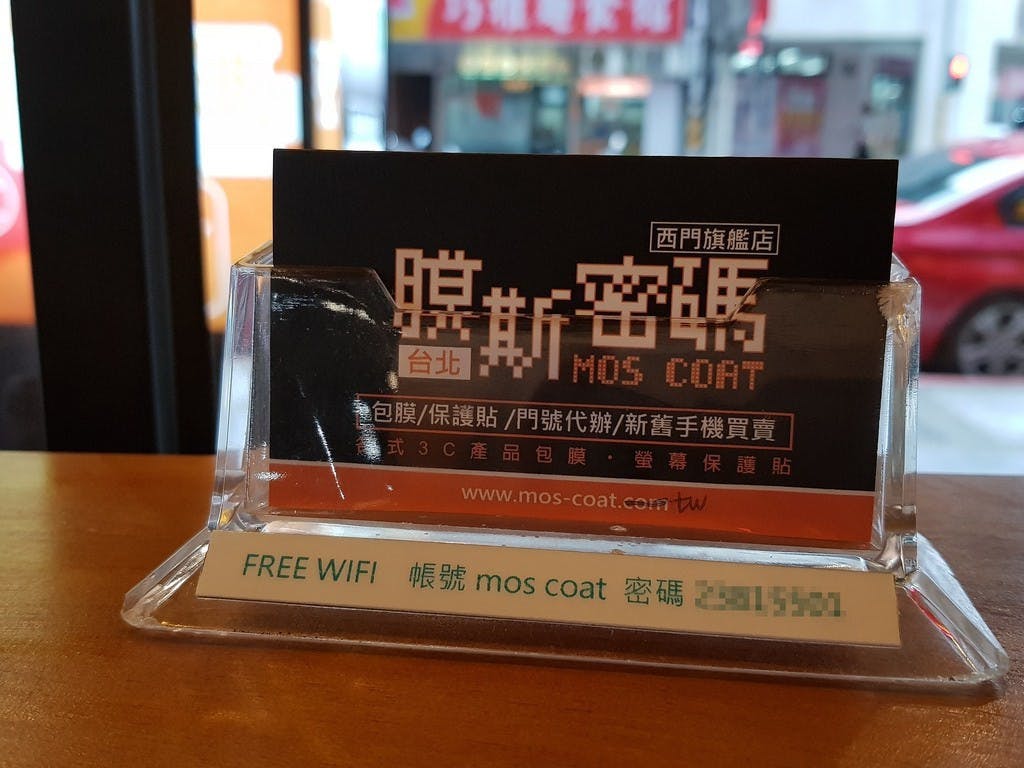 西門旗艦店
膜斯密碼
台北 MOS COAT
包膜/保護貼/門號代辦/新舊手機買賣
式3C產品包膜・螢幕保護貼
www.mos-coat.com tw
FREE WIFI 帳號 mos coat 密碼